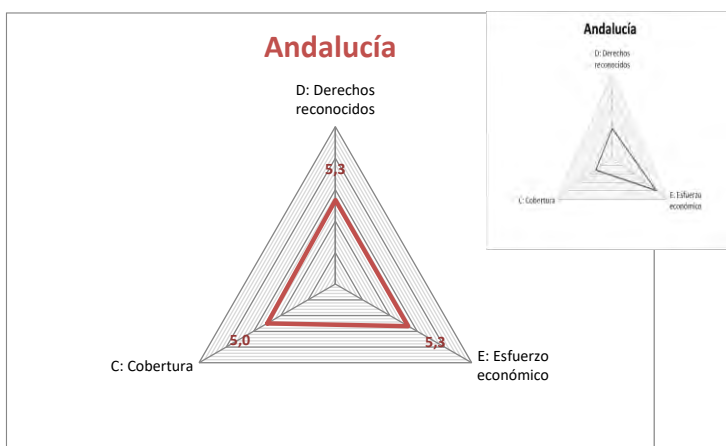 Andalucía
D: Derechos
reconocidos
5,3
5,0
5,3
C: Cobertura
E: Esfuerzo
económico
Andalucía
D: Derechos
reconocidos
C: Cobertura
E: Esfuerzo
económico